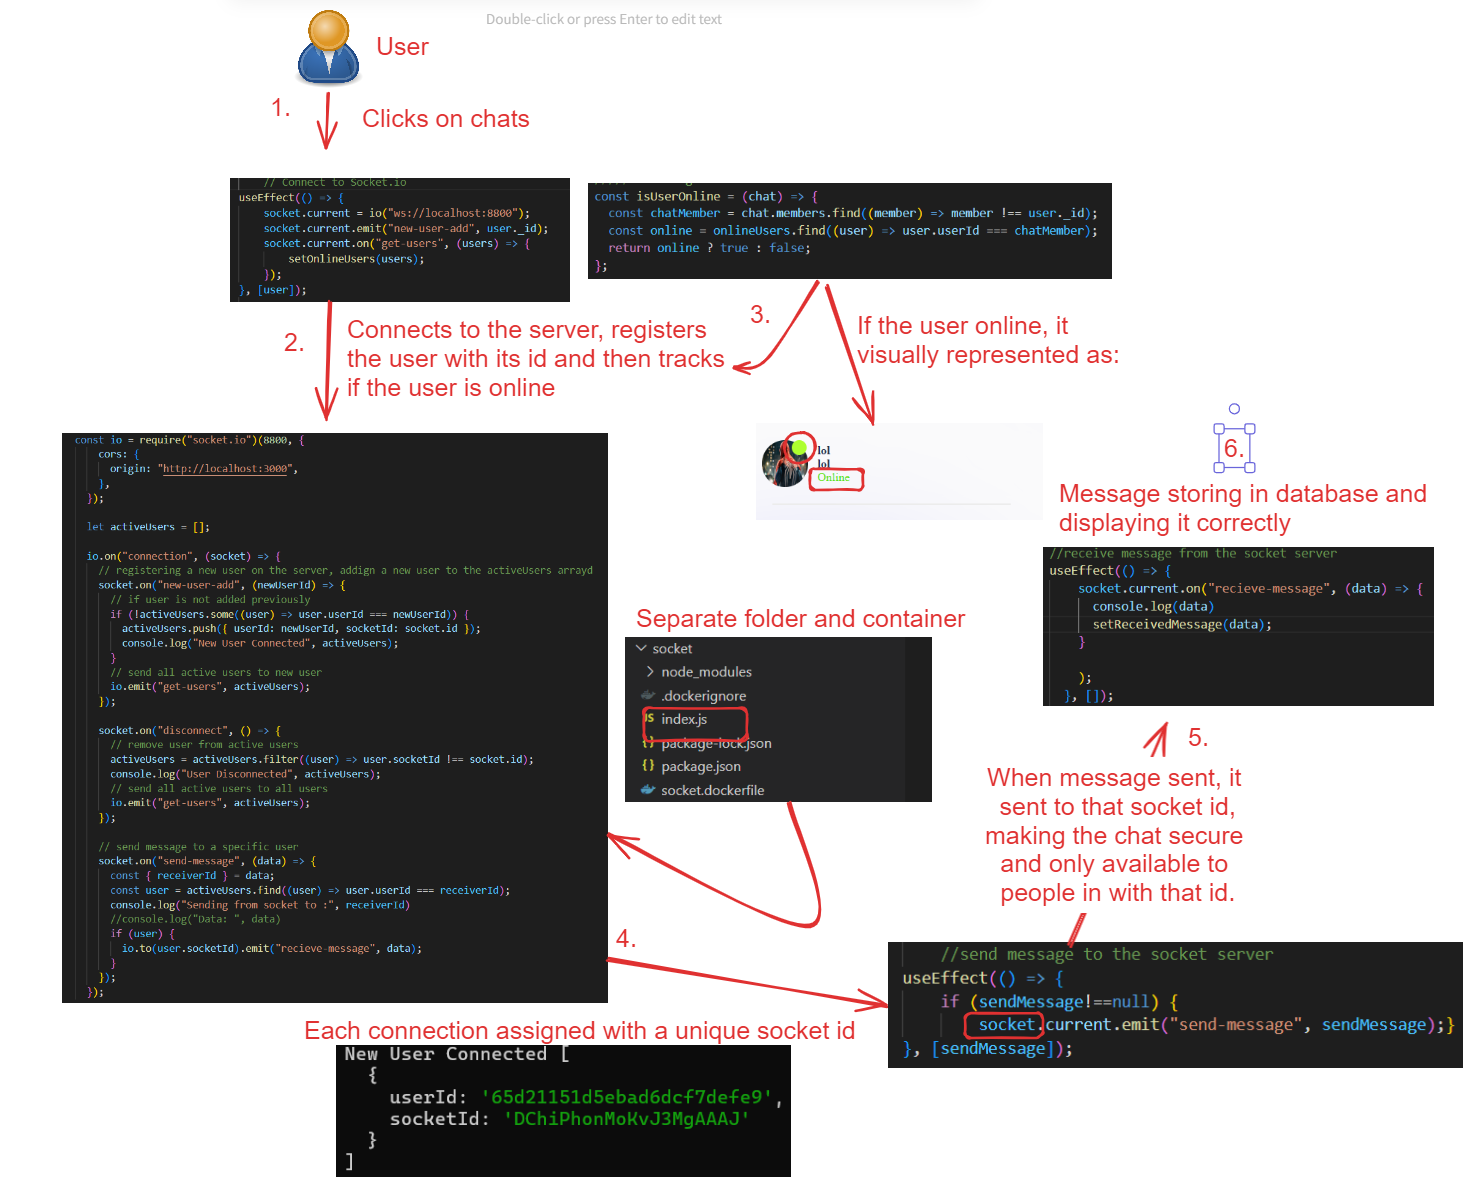 Double-click or press Enter to edit text
User
1.
Clicks on chats
// Connect to Socket.io
useEffect(() => {
socket.current = io("ws://localhost:8800");
socket.current.emit("new-user-add", user._id);
socket.current.on("get-users", (users) => {
setOnlineUsers(users);
});
}, [user]);
const isUserOnline = (chat) => {
const chatMember = chat.members.find((member) => member !== user._id);
const online = onlineUsers.find((user) => user.userId === chatMember);
return online ? true : false;
};
2.
Connects to the server, registers
the user with its id and then tracks
if the user is online
3.
If the user online, it
visually represented as:
lol
lol
Online
const io = require("socket.io")(8800, {
cors: {
origin: "http://localhost:3000",
},
});
let activeUsers = [];
io.on("connection", (socket) => {
// registering a new user on the server, addign a new user to the activeUsers arrayd
socket.on("new-user-add", (newUserId) => {
// if user is not added previously
if (!activeUsers.some((user) => user.userId === newUserId)) {
activeUsers.push({ userId: newUserId, socketId: socket.id });
console.log("New User Connected", activeUsers);
}
// send all active users to new user
io.emit("get-users", activeUsers);
});
socket.on("disconnect", () => {
// remove user from active users
activeUsers = activeUsers.filter((user) => user.socketId !== socket.id);
console.log("User Disconnected", activeUsers);
// send all active users to all users
io.emit("get-users", activeUsers);
});
// send message to a specific user
socket.on("send-message", (data) => {
const { receiverId } = data;
const user = activeUsers.find((user) => user.userId === receiverId);
console.log("Sending from socket to :", receiverId)
//console.log("Data: ", data)
if (user) {
io.to(user.socketId).emit("recieve-message", data);
}
});
});
Separate folder and container
socket
node_modules
.dockerignore
JS index.js
{} package-lock.json
{} package.json
socket.dockerfile
6.
Message storing in database and
displaying it correctly
//receive message from the socket server
useEffect(() => {
socket.current.on("recieve-message", (data) => {
console.log(data)
setReceivedMessage(data);
}
);
}, []);
5.
When message sent, it
sent to that socket id,
making the chat secure
and only available to
people in with that id.
4.
//send message to the socket server
useEffect(() => {
if (sendMessage!==null) {
socket.current.emit("send-message", sendMessage);}
}, [sendMessage]);
Each connection assigned with a unique socket id
New User Connected [
{
userId: '65d21151d5ebad6dcf7defe9',
socketId: 'DChiPhonMoKvJ3MgAAAJ'
}
]